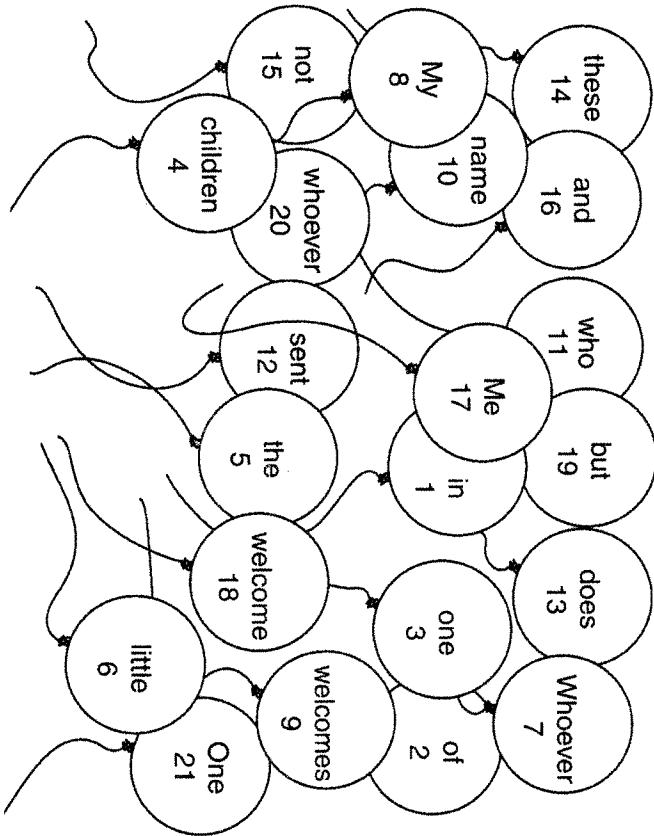 these
14
and
16
who
11
but
19
does
13
Whoever
7
My
8
name
10
Me
17
in
1
one
3
of
2
not
15
children
4
whoever
20
sent
12
the
5
welcome
18
welcomes
9
little
6
One
21